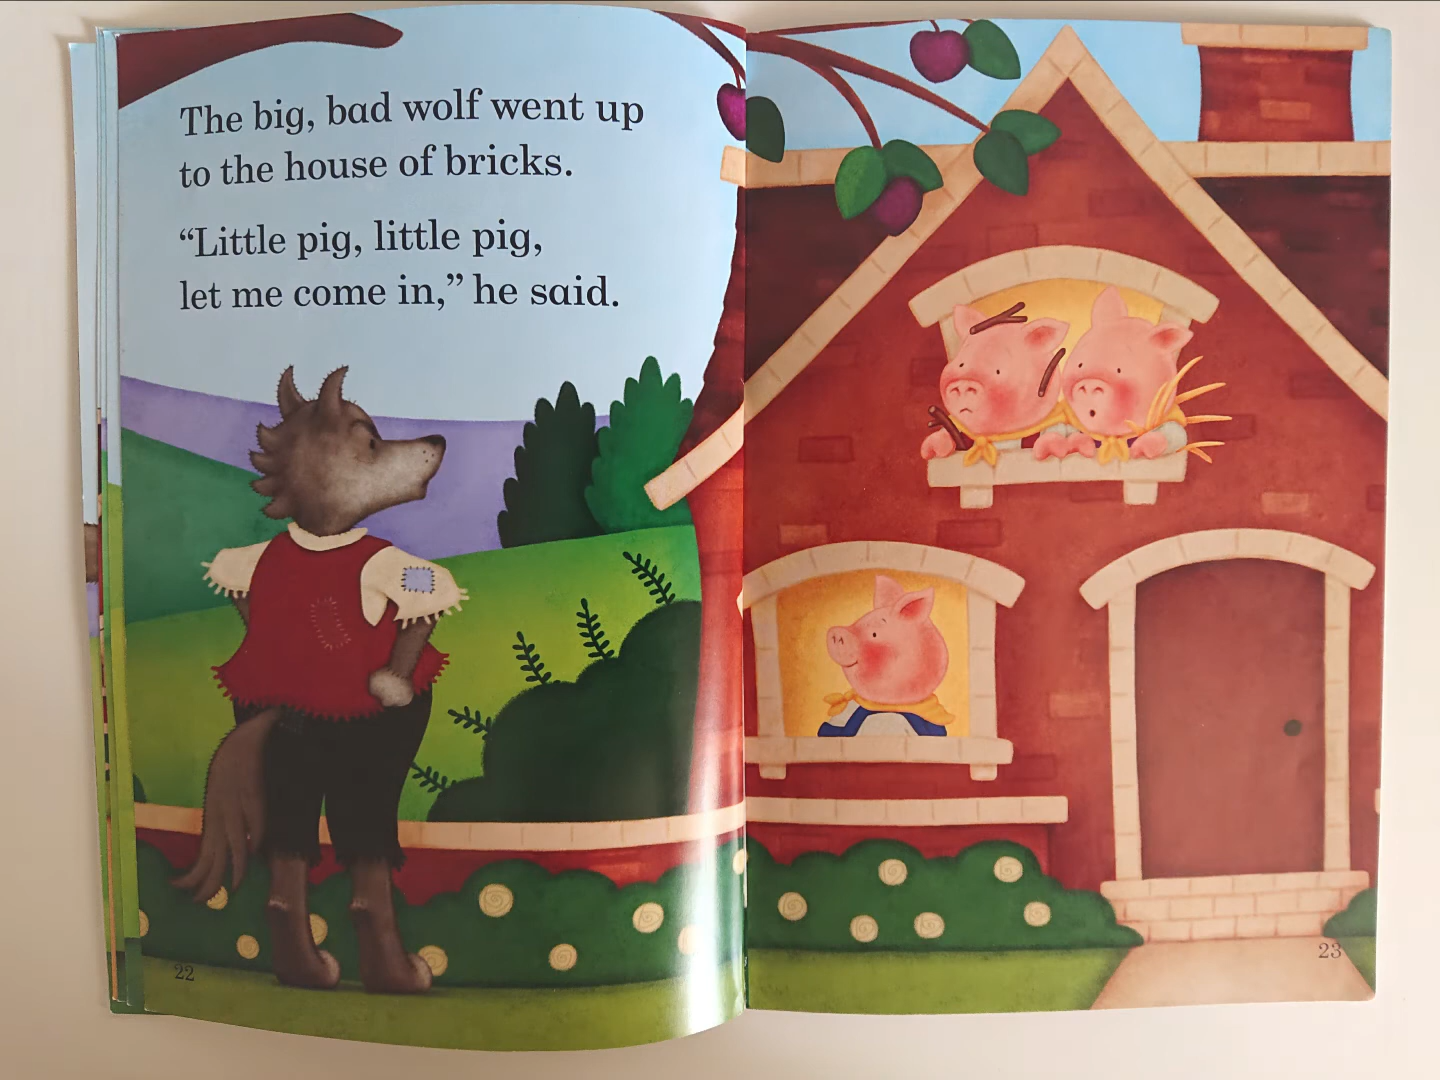 The big, bad wolf went up
to the house of bricks.
“Little pig, little pig,
let me come in,” he said.
22
23